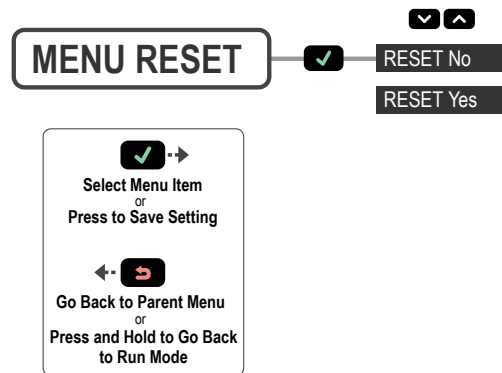 MENU RESET
RESET No
RESET Yes
Select Menu Item
or
Press to Save Setting
Go Back to Parent Menu
or
Press and Hold to Go Back
to Run Mode